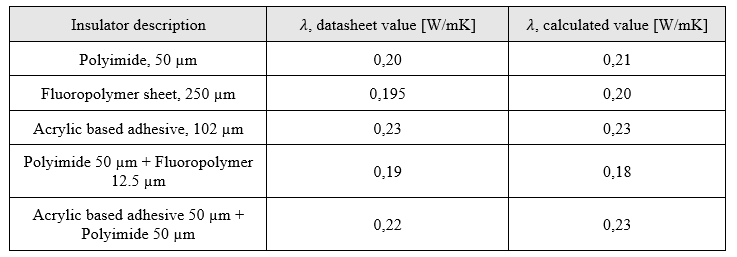 Insulator description λ, datasheet value [W/mK] λ, calculated value [W/mK]
Polyimide, 50 µm 0,20 0,21
Fluoropolymer sheet, 250 µm 0,195 0,20
Acrylic based adhesive, 102 µm 0,23 0,23
Polyimide 50 µm + Fluoropolymer
12.5 µm 0,19 0,18
Acrylic based adhesive 50 µm +
Polyimide 50 µm 0,22 0,23